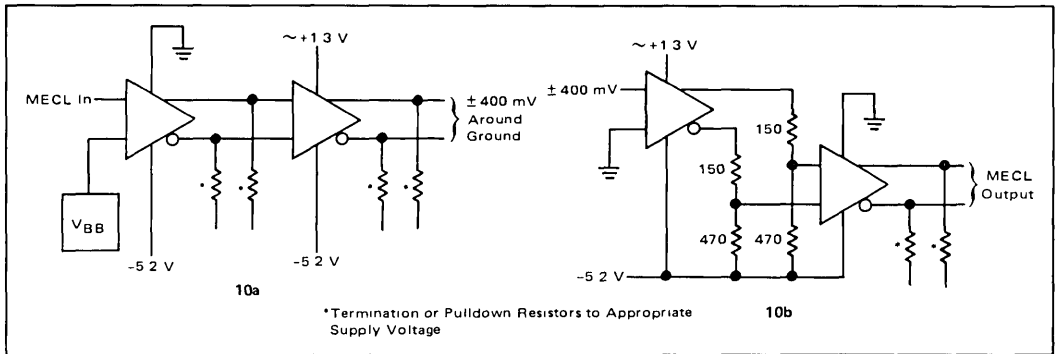 MECL In
~ +1 3 V
V BB
-5 2 V
-5 2 V
± 400 mV
Around
Ground
10a
± 400 mV
~ +1 3 V
150
150
470
470
-5 2 V
MECL
Output
10b
*Termination or Pulldown Resistors to Appropriate
Supply Voltage